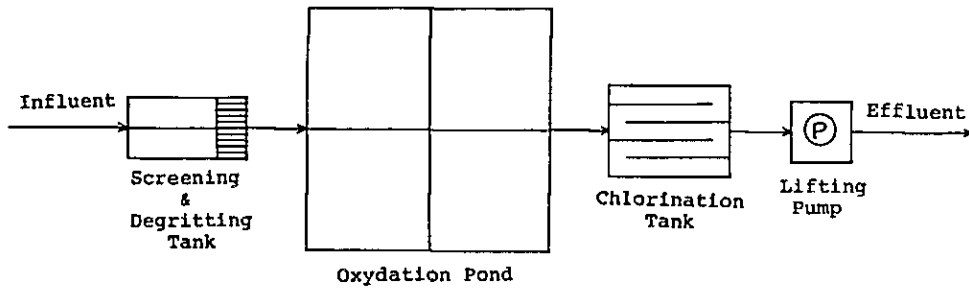 Influent
Screening
&
Degritting
Tank
Oxydation Pond
Chlorination
Tank
P
Lifting
Pump
Effluent